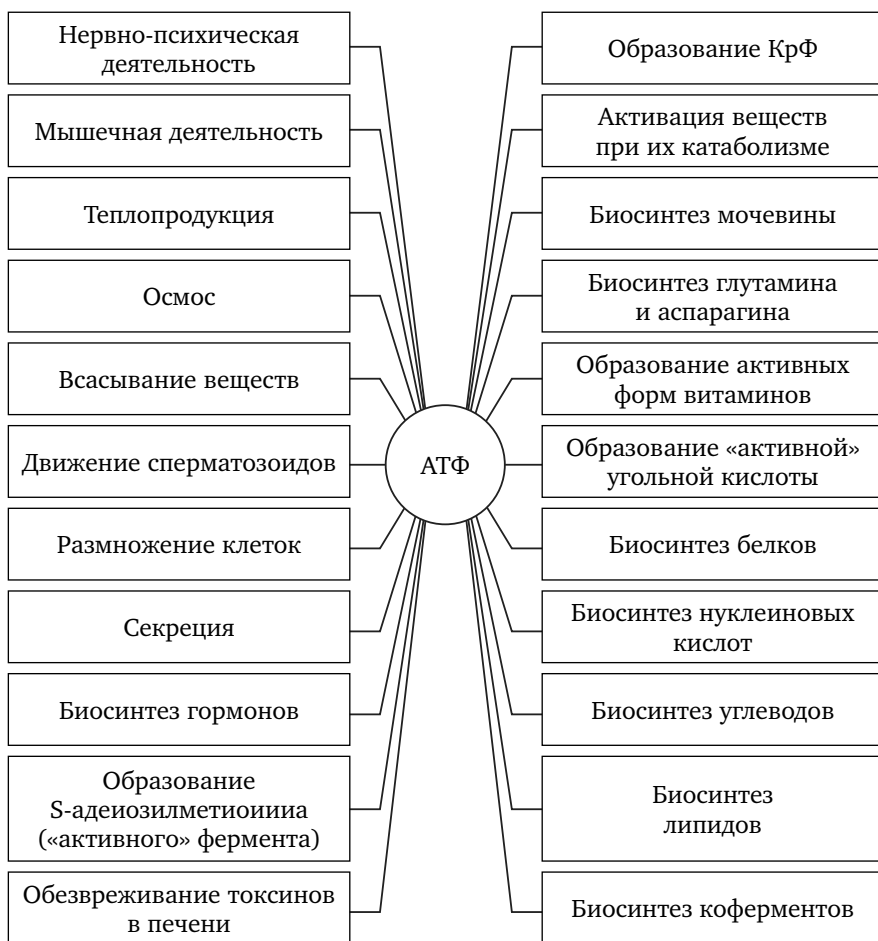 Нервно-психическая
деятельность
Мышечная деятельность
Теплопродукция
Осмос
Всасывание веществ
Движение сперматозоидов
Размножение клеток
Секреция
Биосинтез гормонов
Образование
S-адеиозилметиоииіа
(«активного» фермента)
Обезвреживание токсинов
в печени
АТФ
Образование КрФ
Активация веществ
при их катаболизме
Биосинтез мочевины
Биосинтез глутамина
и аспарагина
Образование активных
форм витаминов
Образование «активной»
угольной кислоты
Биосинтез белков
Биосинтез нуклеиновых
кислот
Биосинтез углеводов
Биосинтез
липидов
Биосинтез коферментов